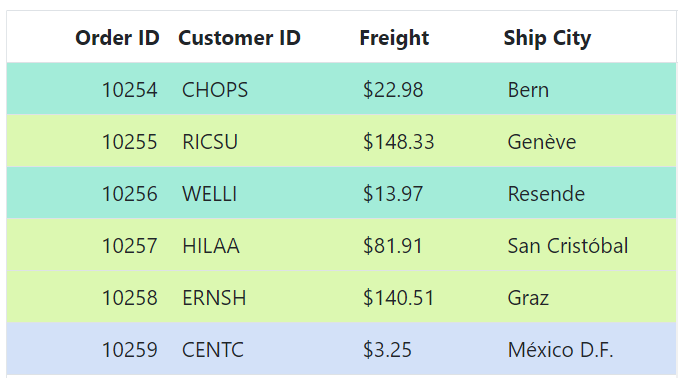 Order ID Customer ID Freight Ship City
10254 CHOPS $22.98 Bern
10255 RICSU $148.33 Genève
10256 WELLI $13.97 Resende
10257 HILAA $81.91 San Cristóbal
10258 ERNSH $140.51 Graz
10259 CENTC $3.25 México D.F.